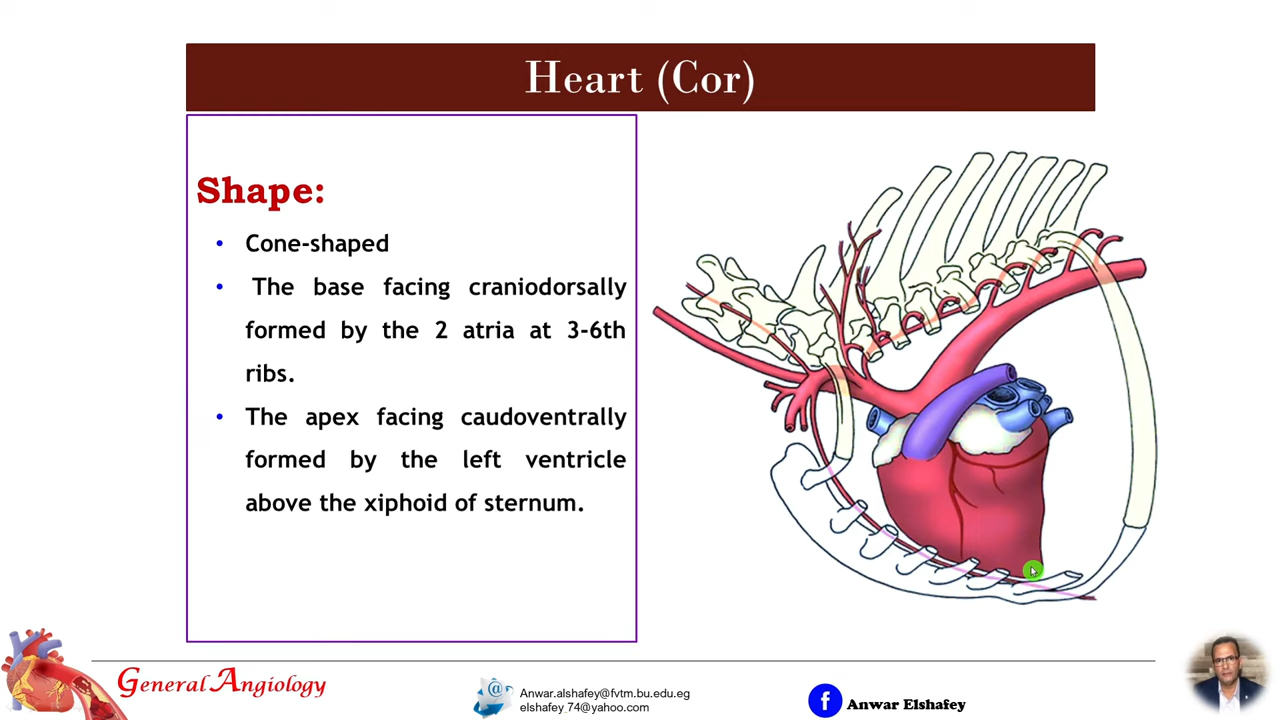 Heart (Cor)
Shape:
• Cone-shaped
• The base facing craniodorsally
formed by the 2 atria at 3-6th
ribs.
• The apex facing caudoventrally
formed by the left ventricle
above the xiphoid of sternum.
General Angiology
@
Anwar.alshafey@fvtm.bu.edu.eg
elshafey 74@yahoo.com
f
Anwar Elshafey